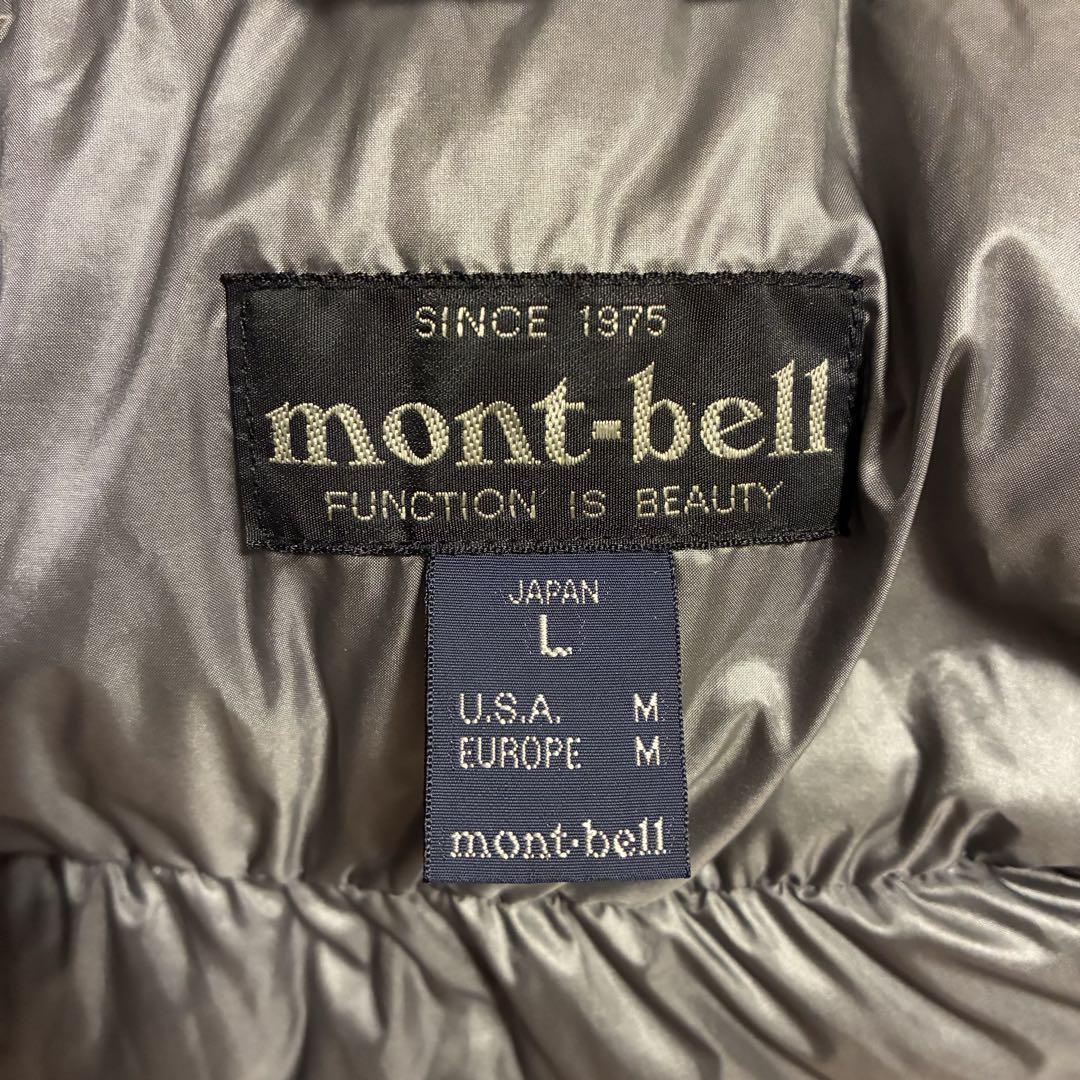 SINCE 1975
mont-bell
FUNCTION IS BEAUTY
JAPAN
L
U.S.A. M
EUROPE M
mont-bell